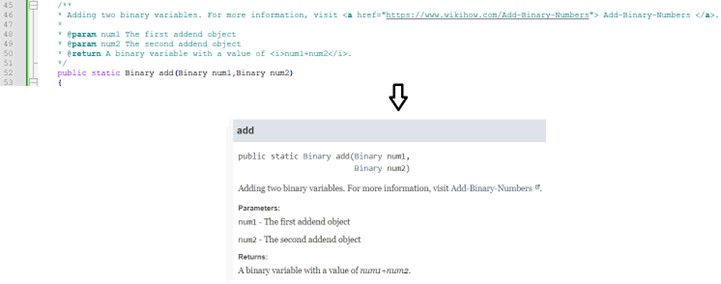 45 /**
46 * Adding two binary variables. For more information, visit <a href="https://www.wikihow.com/Add-Binary-Numbers"> Add-Binary-Numbers </a>.
47 *
48 * @param num1 The first addend object
49 * @param num2 The second addend object
50 * @return A binary variable with a value of <i>num1+num2</i>.
51 */
52 public static Binary add(Binary num1,Binary num2)
53 {
add
public static Binary add(Binary num1,
Binary num2)
Adding two binary variables. For more information, visit Add-Binary-Numbers.
Parameters:
num1 - The first addend object
num2 - The second addend object
Returns:
A binary variable with a value of num1+num2.